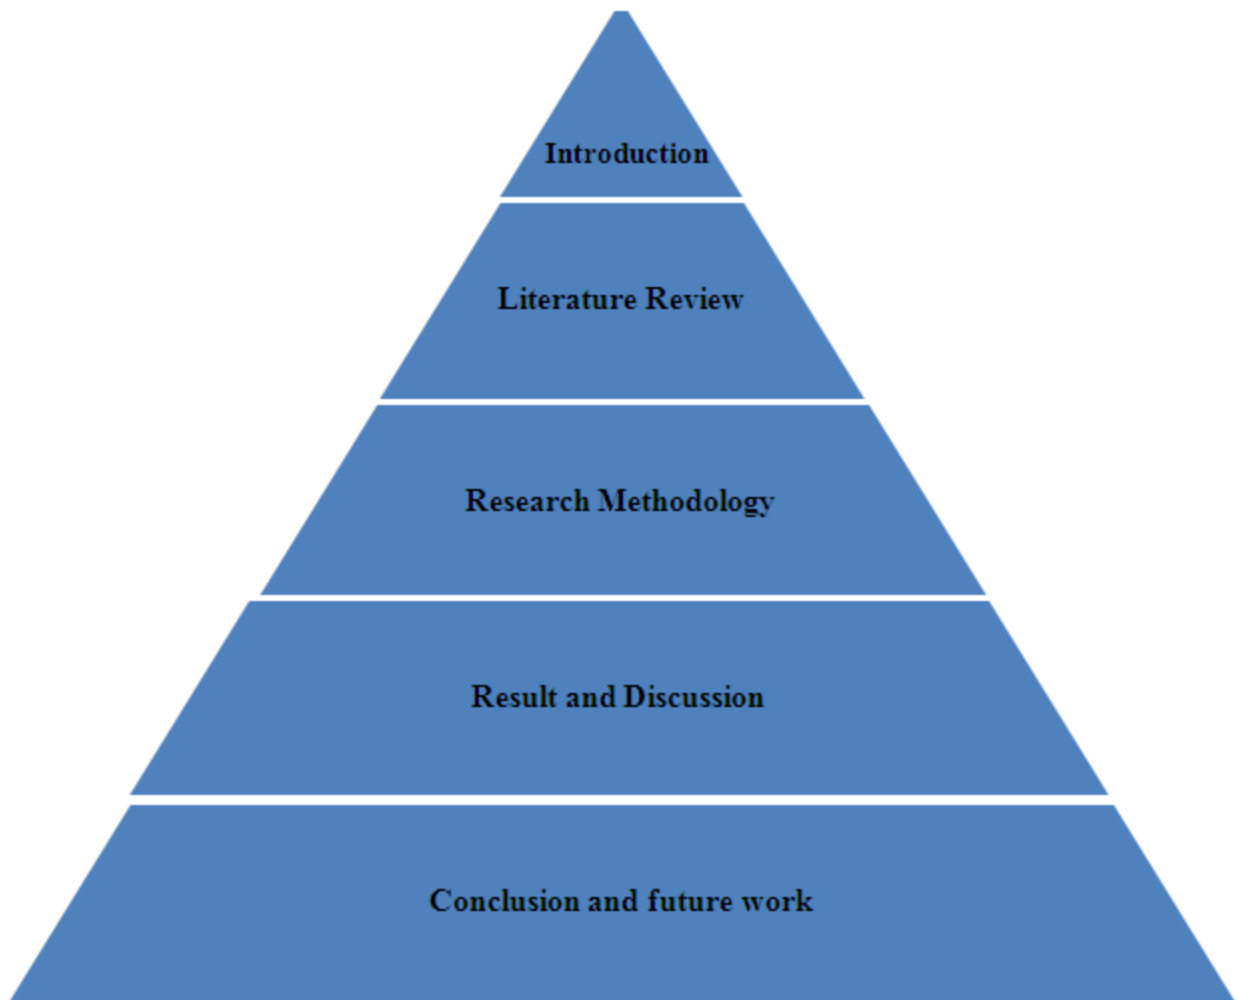 Introduction
Literature Review
Research Methodology
Result and Discussion
Conclusion and future work